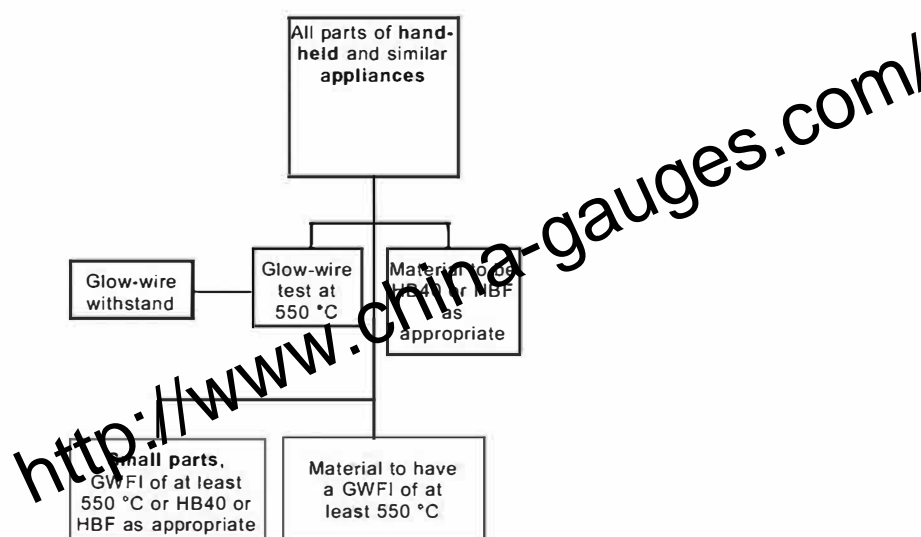 All parts of hand-
held and similar
appliances
Glow-wire
withstand
Glow-wire
test at
550 °C
Material to be
HB40 or HBF
as
appropriate
http://www.china-gauges.com/
Small parts,
GWFI of at least
550 °C or HB40 or
HBF as appropriate
Material to have
a GWFI of at
least 550 °C